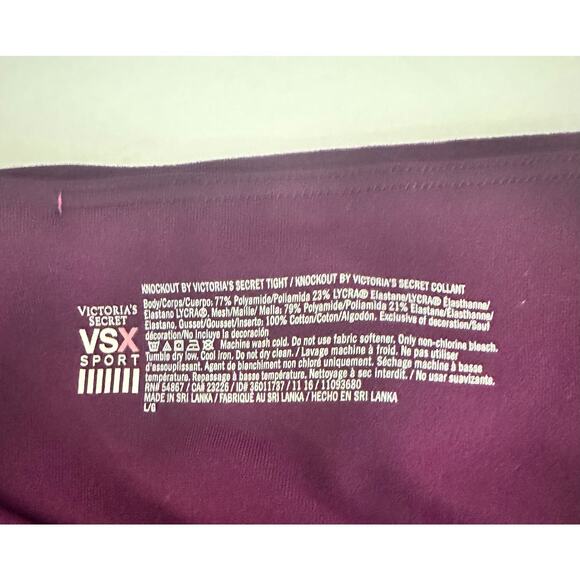 KNOCKOUT BY VICTORIA'S SECRET TIGHT / KNOCKOUT BY VICTORIA'S SECRET COLLANT
Body/Corps/Cuerpo: 77% Polyamide/Poliamida 23% LYCRA® Elastane/LYCRA® Élasthanne/
Elastano LYCRA®, Mesh/Maille/ Malla: 79% Polyamide/Poliamida 21% Elastane/Élasthanne/
Elastano, Gusset/Gousset/Inserto: 100% Cotton/Coton/Algodón. Exclusive of decoration/Sauf
décoration/No incluye la decoración
Machine wash cold. Do not use fabric softener. Only non-chlorine bleach.
Tumble dry low. Cool iron. Do not dry clean. / Lavage machine à froid. Ne pas utiliser
d'assouplissant. Agent de blanchiment non chloré uniquement. Séchage machine à basse
température. Repassage à basse température. Nettoyage à sec interdit. / No usar suavizante.
RN# 54867 / CA# 23225 / ID# 36011787 / 11 16 / 11093680
MADE IN SRI LANKA / FABRIQUÉ AU SRI LANKA / HECHO EN SRI LANKA
L/G
VICTORIA'S
SECRET
VSX
SPORT